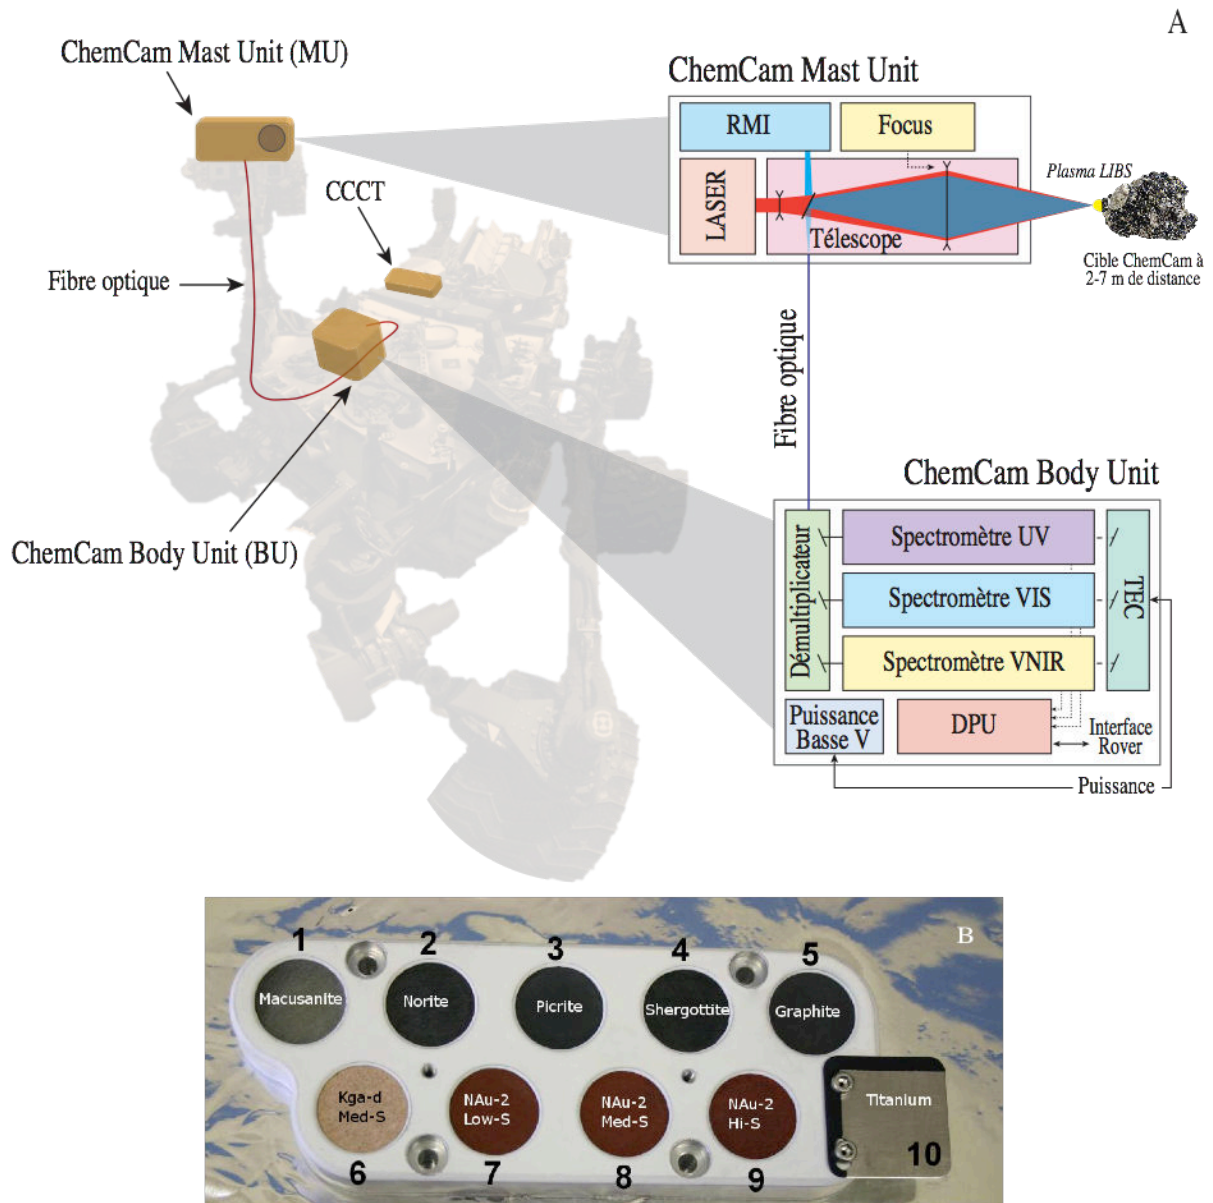 A
ChemCam Mast Unit (MU)
CCCT
Fibre optique
ChemCam Body Unit (BU)
ChemCam Mast Unit
RMI
Focus
LASER
Télescope
Plasma LIBS
Cible ChemCam à
2-7 m de distance
Fibre optique
ChemCam Body Unit
Démultiplicateur
Spectromètre UV
Spectromètre VIS
Spectromètre VNIR
TEC
Puissance
Basse V
DPU
Interface
Rover
Puissance
B
1
2
3
4
5
Macusanite
Norite
Picrite
Shergottite
Graphite
Kga-d
Med-S
NAu-2
Low-S
NAu-2
Med-S
NAu-2
Hi-S
Titanium
6
7
8
9
10